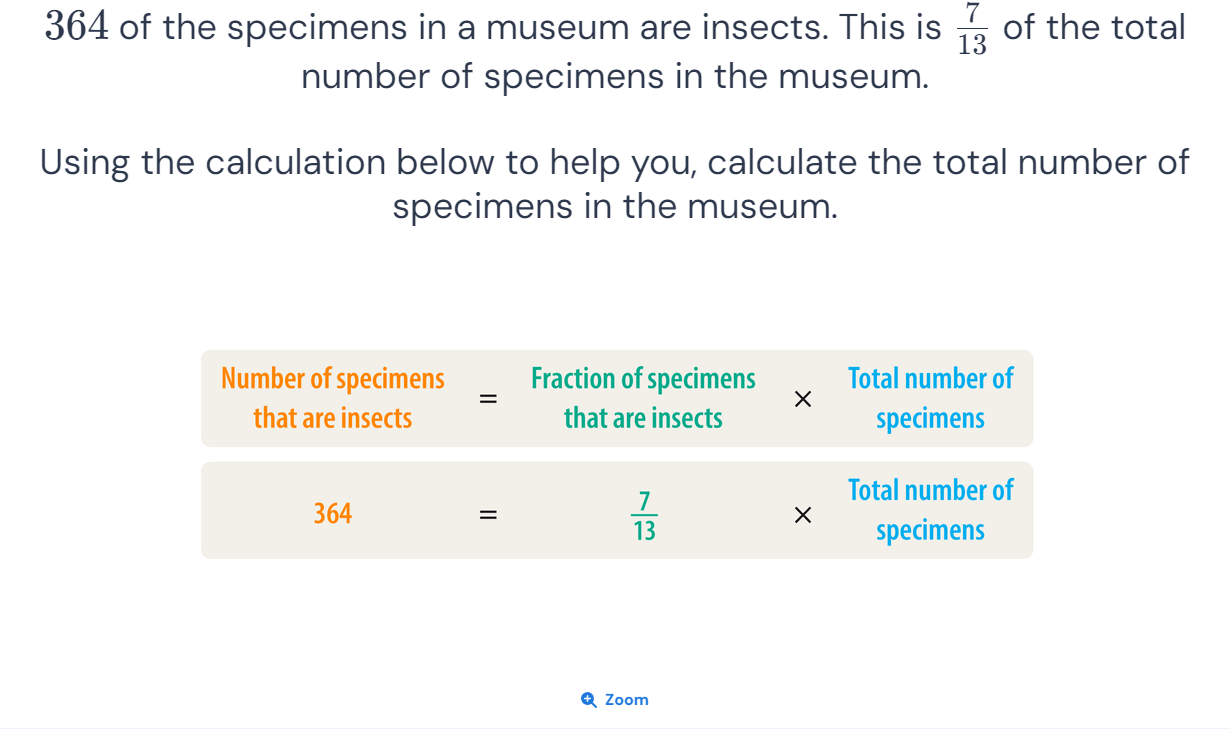 364 of the specimens in a museum are insects. This is 7/13 of the total
number of specimens in the museum.
Using the calculation below to help you, calculate the total number of
specimens in the museum.
Number of specimens that are insects = Fraction of specimens that are insects × Total number of specimens
364 = 7/13 × Total number of specimens
Zoom